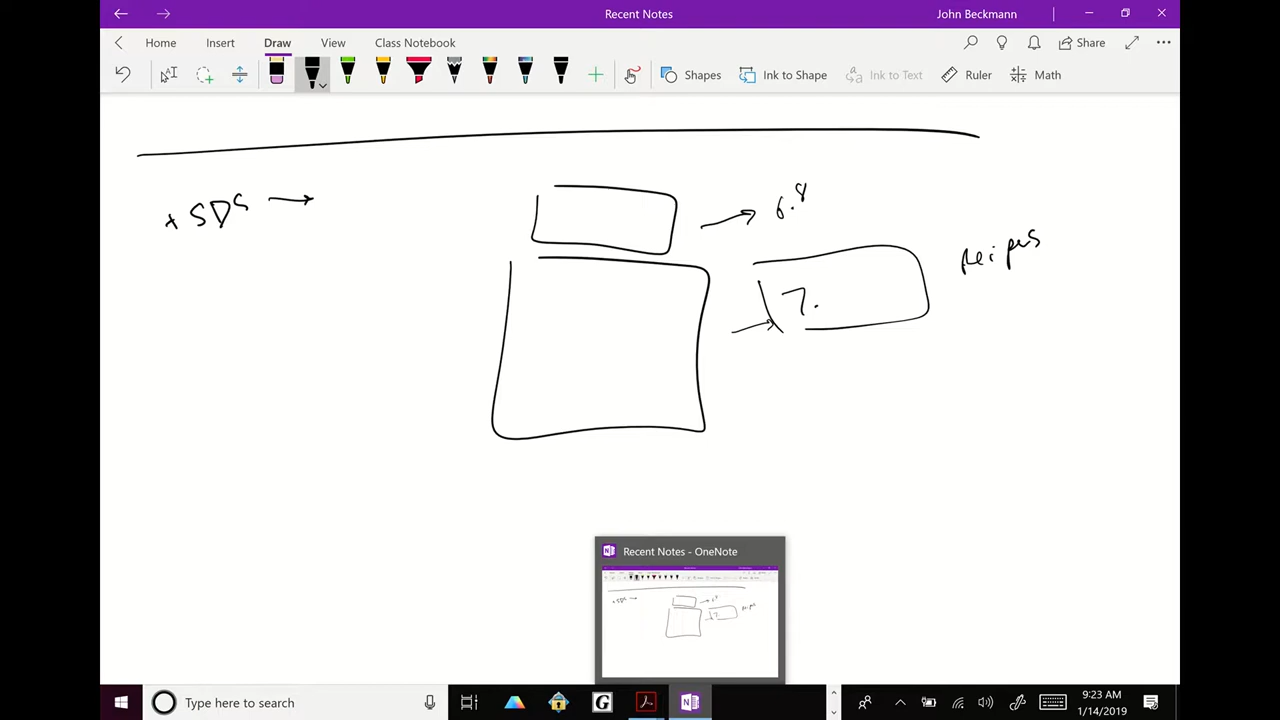 Recent Notes
John Beckmann
Home Insert Draw View Class Notebook
Share
Shapes
Ink to Shape
Ink to Text
Ruler
Math
+ SDS →
→ 6.8
→ 7.
Recent Notes - OneNote
Type here to search
9:23 AM
1/14/2019